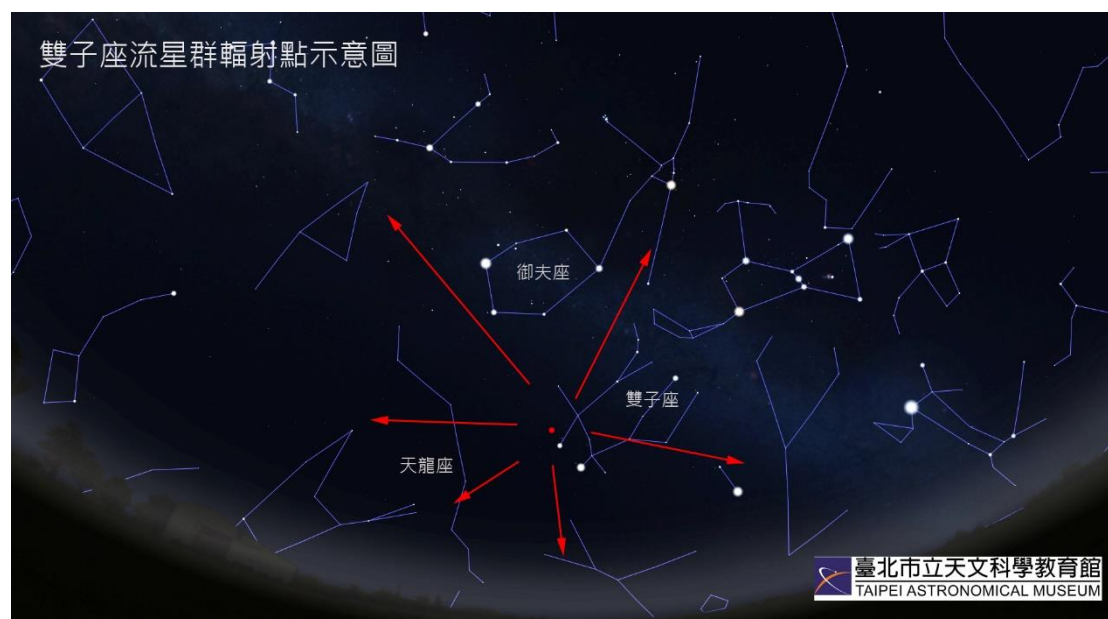 雙子座流星群輻射點示意圖
御夫座
雙子座
天龍座
臺北市立天文科學教育館
TAIPEI ASTRONOMICAL MUSEUM